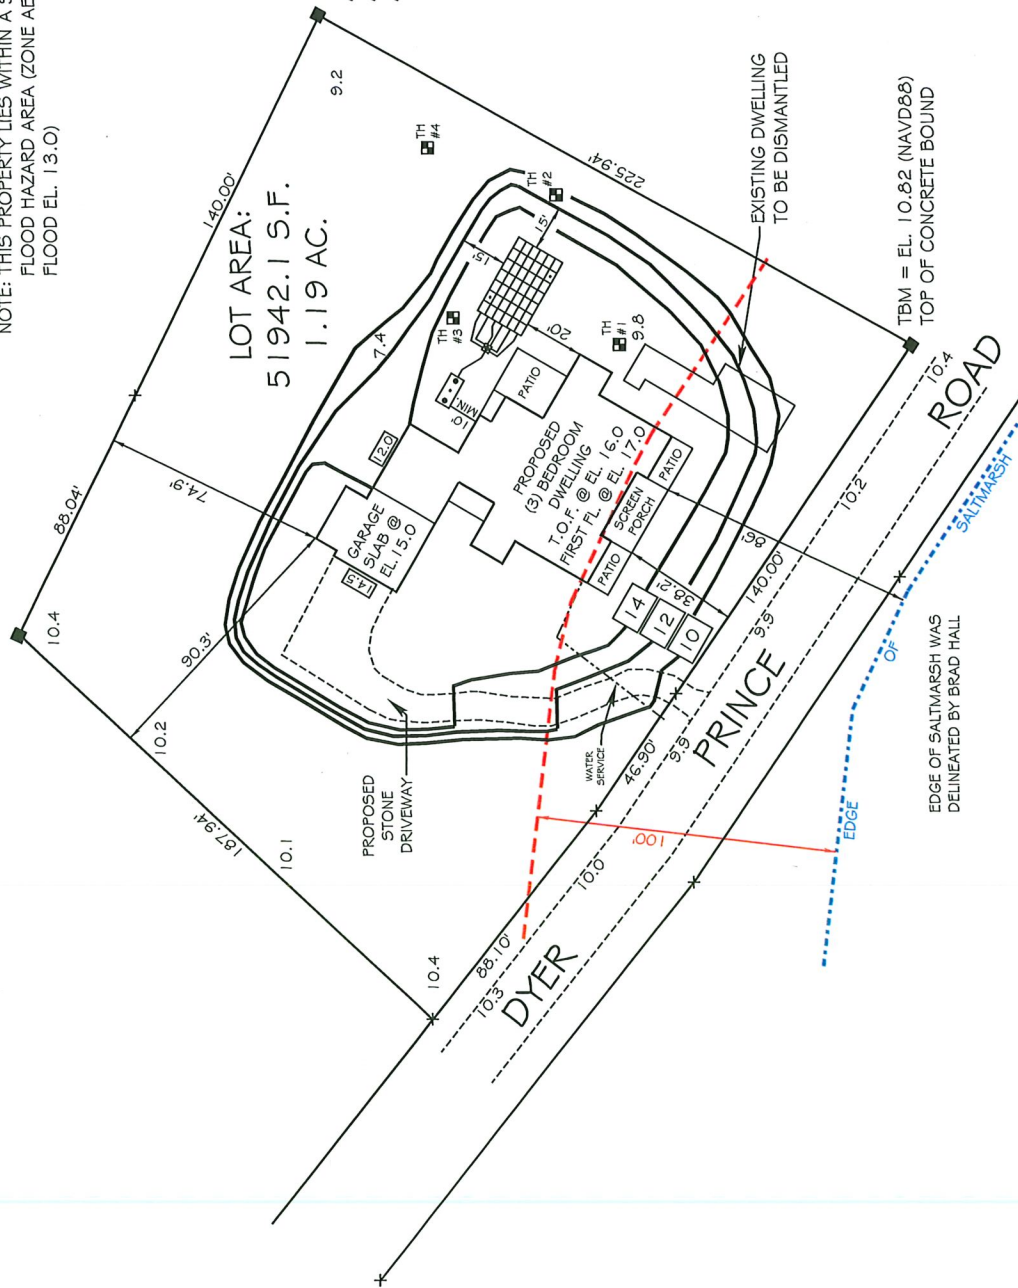 NOTE: THIS PROPERTY LIES WITHIN A
FLOOD HAZARD AREA (ZONE AE
FLOOD EL. 13.0)
LOT AREA:
51942.1 S.F.
1.19 AC.
140.00'
88.04'
9.2
10.4
74.9'
90.3'
10.2
187.94'
10.1
10.4
7.4
TH
#4
TH
#2
TH
#3
TH
#1
9.8
15'
15'
20'
10'
MIN.
225.94'
12.0
14.5
GARAGE
SLAB @
EL.15.0
PATIO
PROPOSED
(3) BEDROOM
DWELLING
T.O.F. @ EL. 16.0
FIRST FL. @ EL. 17.0
PATIO
SCREEN
PORCH
PATIO
EXISTING DWELLING
TO BE DISMANTLED
PROPOSED
STONE
DRIVEWAY
WATER
SERVICE
14
12
10
38.2'
86'
140.00'
46.90'
88.10'
100'
10.3
10.0
9.9
9.9
10.2
10.4
DYER
PRINCE
ROAD
TBM = EL. 10.82 (NAVD88)
TOP OF CONCRETE BOUND
EDGE
OF
SALTMARSH
EDGE OF SALTMARSH WAS
DELINEATED BY BRAD HALL